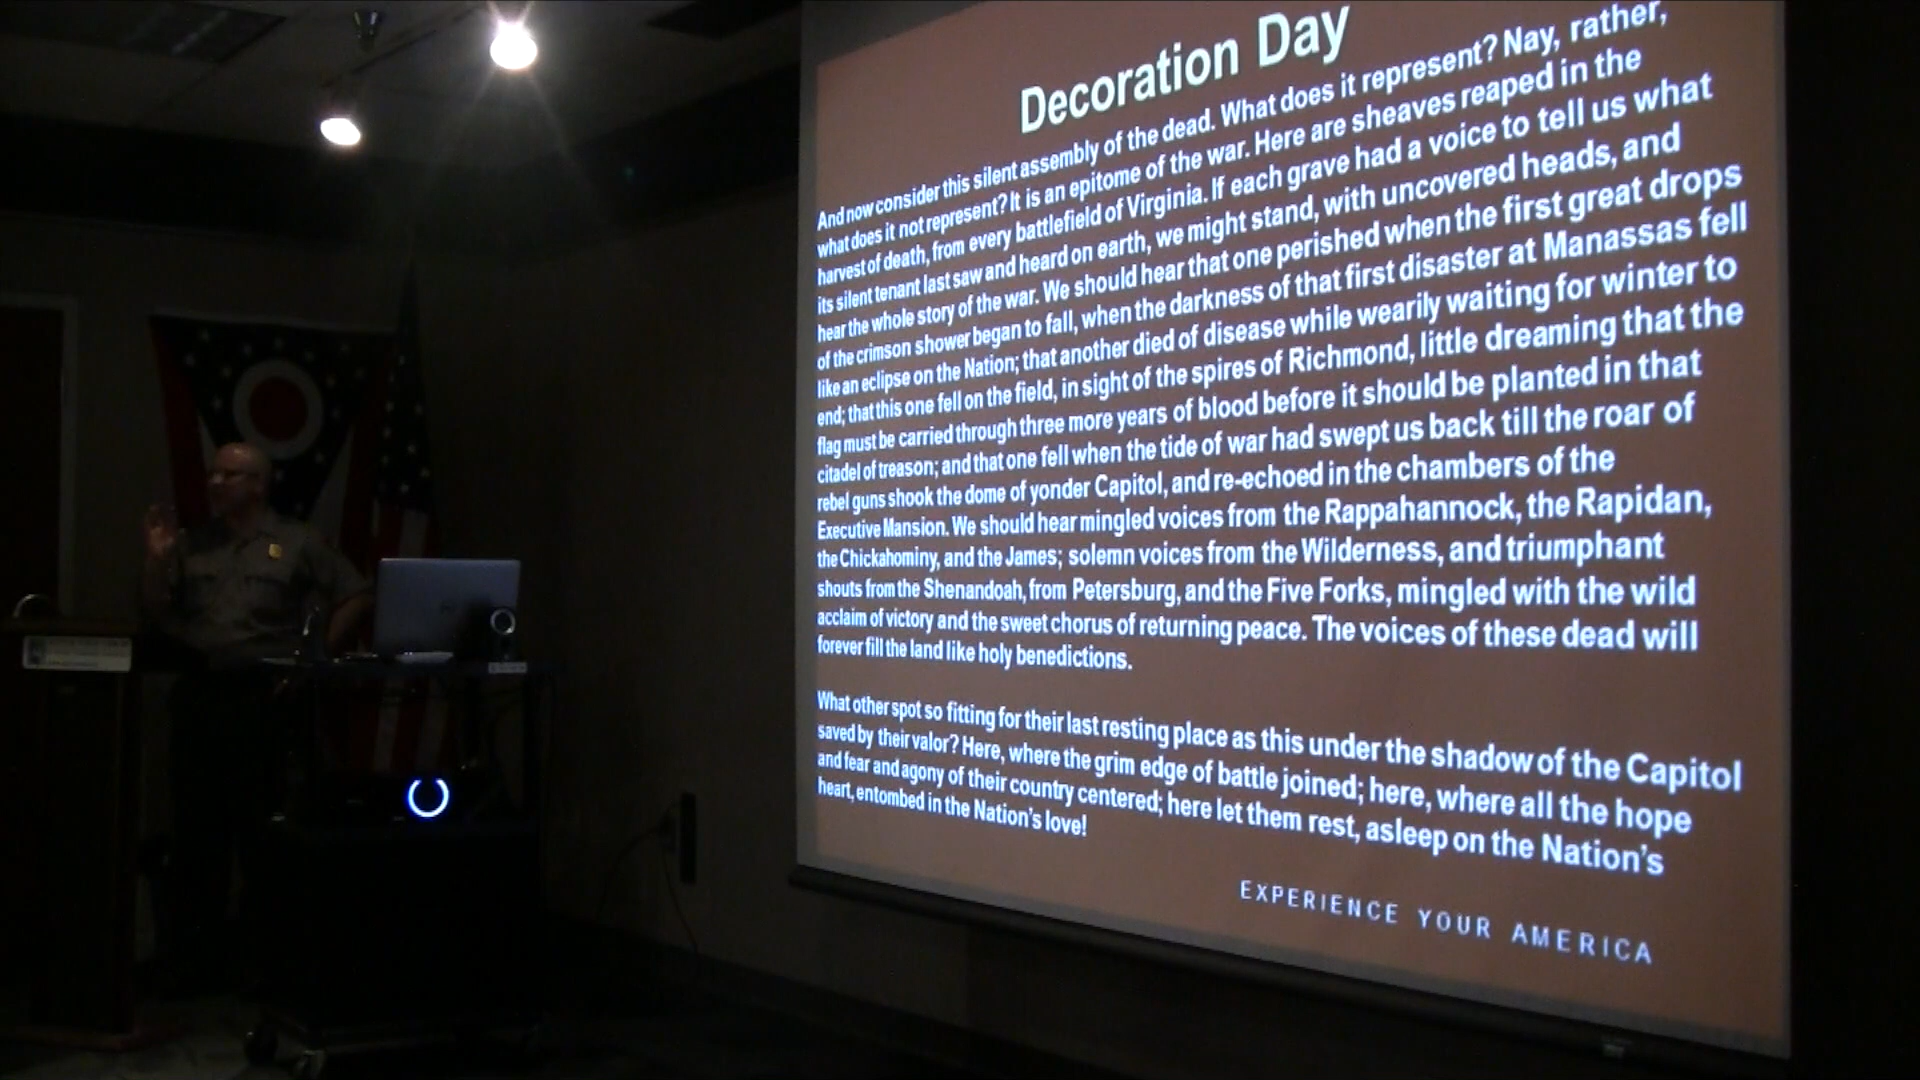 Decoration Day
And now consider this silent assembly of the dead. What does it represent? Nay, rather,
what does it not represent? It is an epitome of the war. Here are sheaves reaped in the
harvest of death, from every battlefield of Virginia. If each grave had a voice to tell us what
its silent tenant last saw and heard on earth, we might stand, with uncovered heads, and
hear the whole story of the war. We should hear that one perished when the first great drops
of the crimson shower began to fall, when the darkness of that first disaster at Manassas fell
like an eclipse on the Nation; that another died of disease while wearily waiting for winter to
end; that this one fell on the field, in sight of the spires of Richmond, little dreaming that the
flag must be carried through three more years of blood before it should be planted in that
citadel of treason; and that one fell when the tide of war had swept us back till the roar of
rebel guns shook the dome of yonder Capitol, and re-echoed in the chambers of the
Executive Mansion. We should hear mingled voices from the Rappahannock, the Rapidan,
the Chickahominy, and the James; solemn voices from the Wilderness, and triumphant
shouts from the Shenandoah, from Petersburg, and the Five Forks, mingled with the wild
acclaim of victory and the sweet chorus of returning peace. The voices of these dead will
forever fill the land like holy benedictions.
What other spot so fitting for their last resting place as this under the shadow of the Capitol
saved by their valor? Here, where the grim edge of battle joined; here, where all the hope
and fear and agony of their country centered; here let them rest, asleep on the Nation's
heart, entombed in the Nation's love!
EXPERIENCE YOUR AMERICA